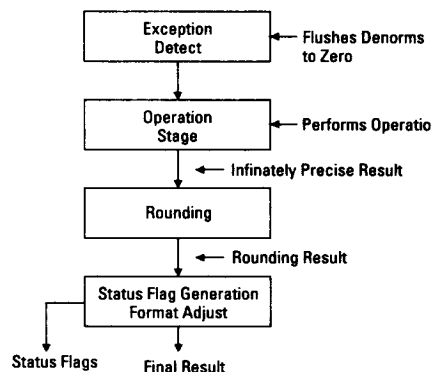 Exception
Detect
Flushes Denorms
to Zero
Operation
Stage
Performs Operatio
Infinately Precise Result
Rounding
Rounding Result
Status Flag Generation
Format Adjust
Status Flags
Final Result